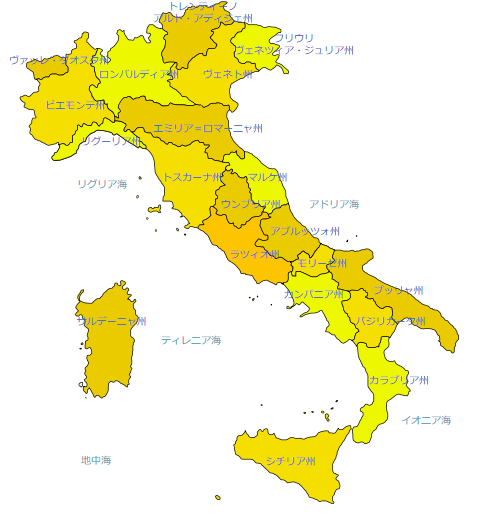 トレンティーノ
アルト・アディジェ州
フリウリ
ヴェネツィア・ジュリア州
ヴァッレ・ダオスタ州
ロンバルディア州
ヴェネト州
ピエモンテ州
エミリア＝ロマーニャ州
リグーリア州
トスカーナ州
マルケ州
リグリア海
ウンブリア州
アドリア海
アブルッツォ州
ラツィオ州
モリーゼ州
カンパニア州
プッリャ州
サルデーニャ州
バジリカータ州
ティレニア海
カラブリア州
イオニア海
地中海
シチリア州